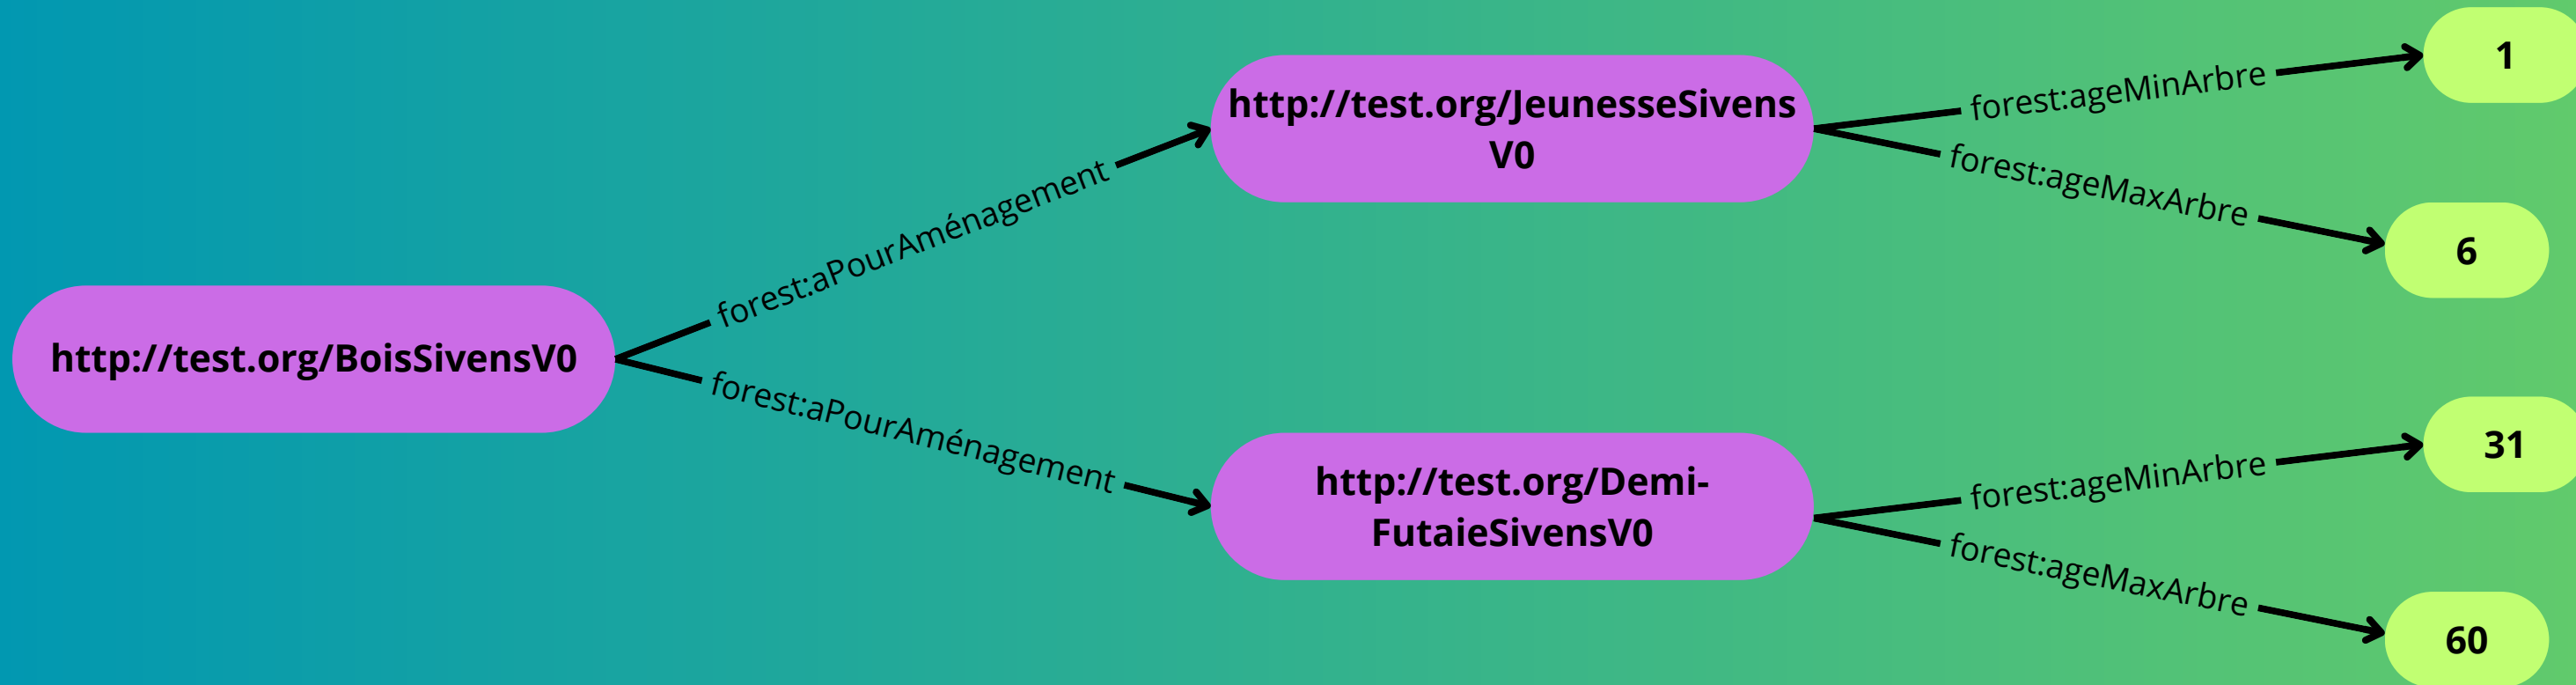 http://test.org/BoisSivensV0
forest:aPourAménagement
forest:aPourAménagement
http://test.org/JeunesseSivens
V0
forest:ageMinArbre
1
forest:ageMaxArbre
6
http://test.org/Demi-
FutaieSivensV0
forest:ageMinArbre
31
forest:ageMaxArbre
60